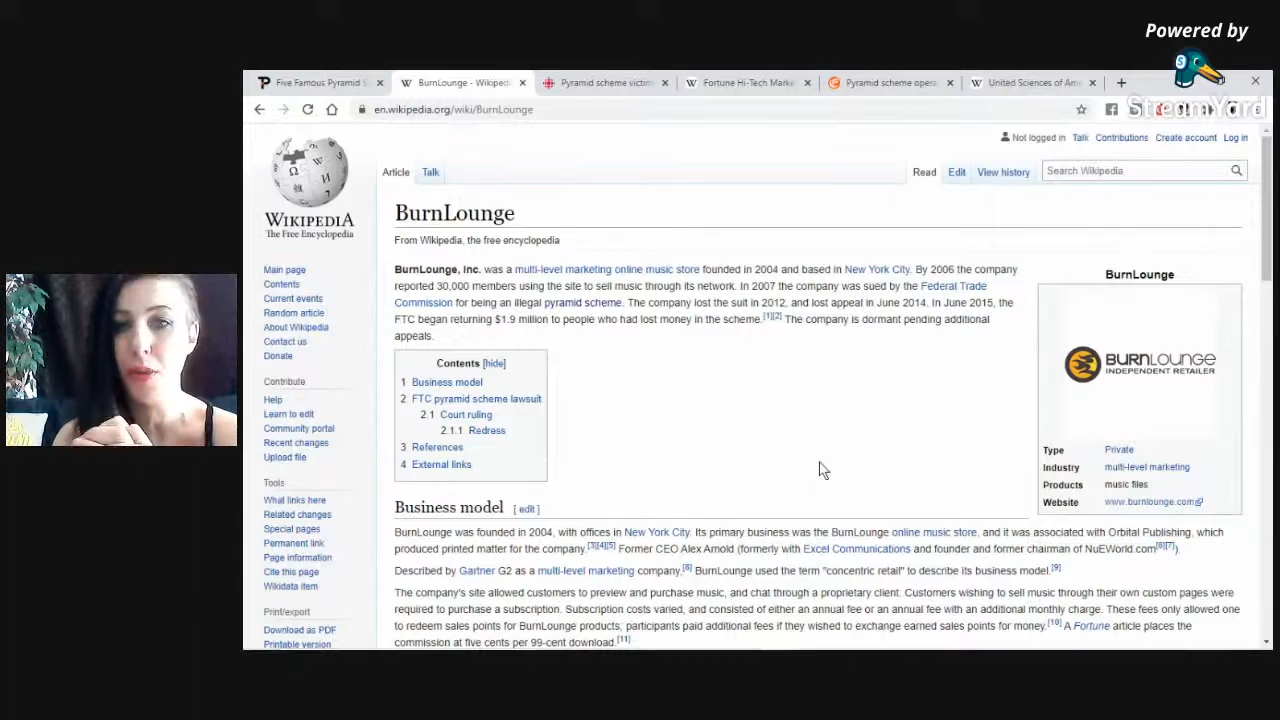 Powered by
StreamYard
Five Famous Pyramid S
BurnLounge - Wikiped
Pyramid scheme victim
Fortune Hi-Tech Marke
Pyramid scheme opera
United Sciences of Ame
en.wikipedia.org/wiki/BurnLounge
Not logged in Talk Contributions Create account Log in
Article Talk Read Edit View history Search Wikipedia
WIKIPEDIA
The Free Encyclopedia
Main page
Contents
Current events
Random article
About Wikipedia
Contact us
Donate
Contribute
Help
Learn to edit
Community portal
Recent changes
Upload file
Tools
What links here
Related changes
Special pages
Permanent link
Page information
Cite this page
Wikidata item
Print/export
Download as PDF
Printable version
BurnLounge
From Wikipedia, the free encyclopedia
BurnLounge, Inc. was a multi-level marketing online music store founded in 2004 and based in New York City. By 2006 the company
reported 30,000 members using the site to sell music through its network. In 2007 the company was sued by the Federal Trade
Commission for being an illegal pyramid scheme. The company lost the suit in 2012, and lost appeal in June 2014. In June 2015, the
FTC began returning $1.9 million to people who had lost money in the scheme.[1][2] The company is dormant pending additional
appeals.
Contents [hide]
1 Business model
2 FTC pyramid scheme lawsuit
2.1 Court ruling
2.1.1 Redress
3 References
4 External links
BurnLounge
BURNLOUNGE
INDEPENDENT RETAILER
Type Private
Industry multi-level marketing
Products music files
Website www.burnlounge.com
Business model [ edit ]
BurnLounge was founded in 2004, with offices in New York City. Its primary business was the BurnLounge online music store, and it was associated with Orbital Publishing, which
produced printed matter for the company.[3][4][5] Former CEO Alex Arnold (formerly with Excel Communications and founder and former chairman of NuEWorld.com[6][7]).
Described by Gartner G2 as a multi-level marketing company.[8] BurnLounge used the term "concentric retail" to describe its business model.[9]
The company's site allowed customers to preview and purchase music, and chat through a proprietary client. Customers wishing to sell music through their own custom pages were
required to purchase a subscription. Subscription costs varied, and consisted of either an annual fee or an annual fee with an additional monthly charge. These fees only allowed one
to redeem sales points for BurnLounge products; participants paid additional fees if they wished to exchange earned sales points for money.[10] A Fortune article places the
commission at five cents per 99-cent download.[11]